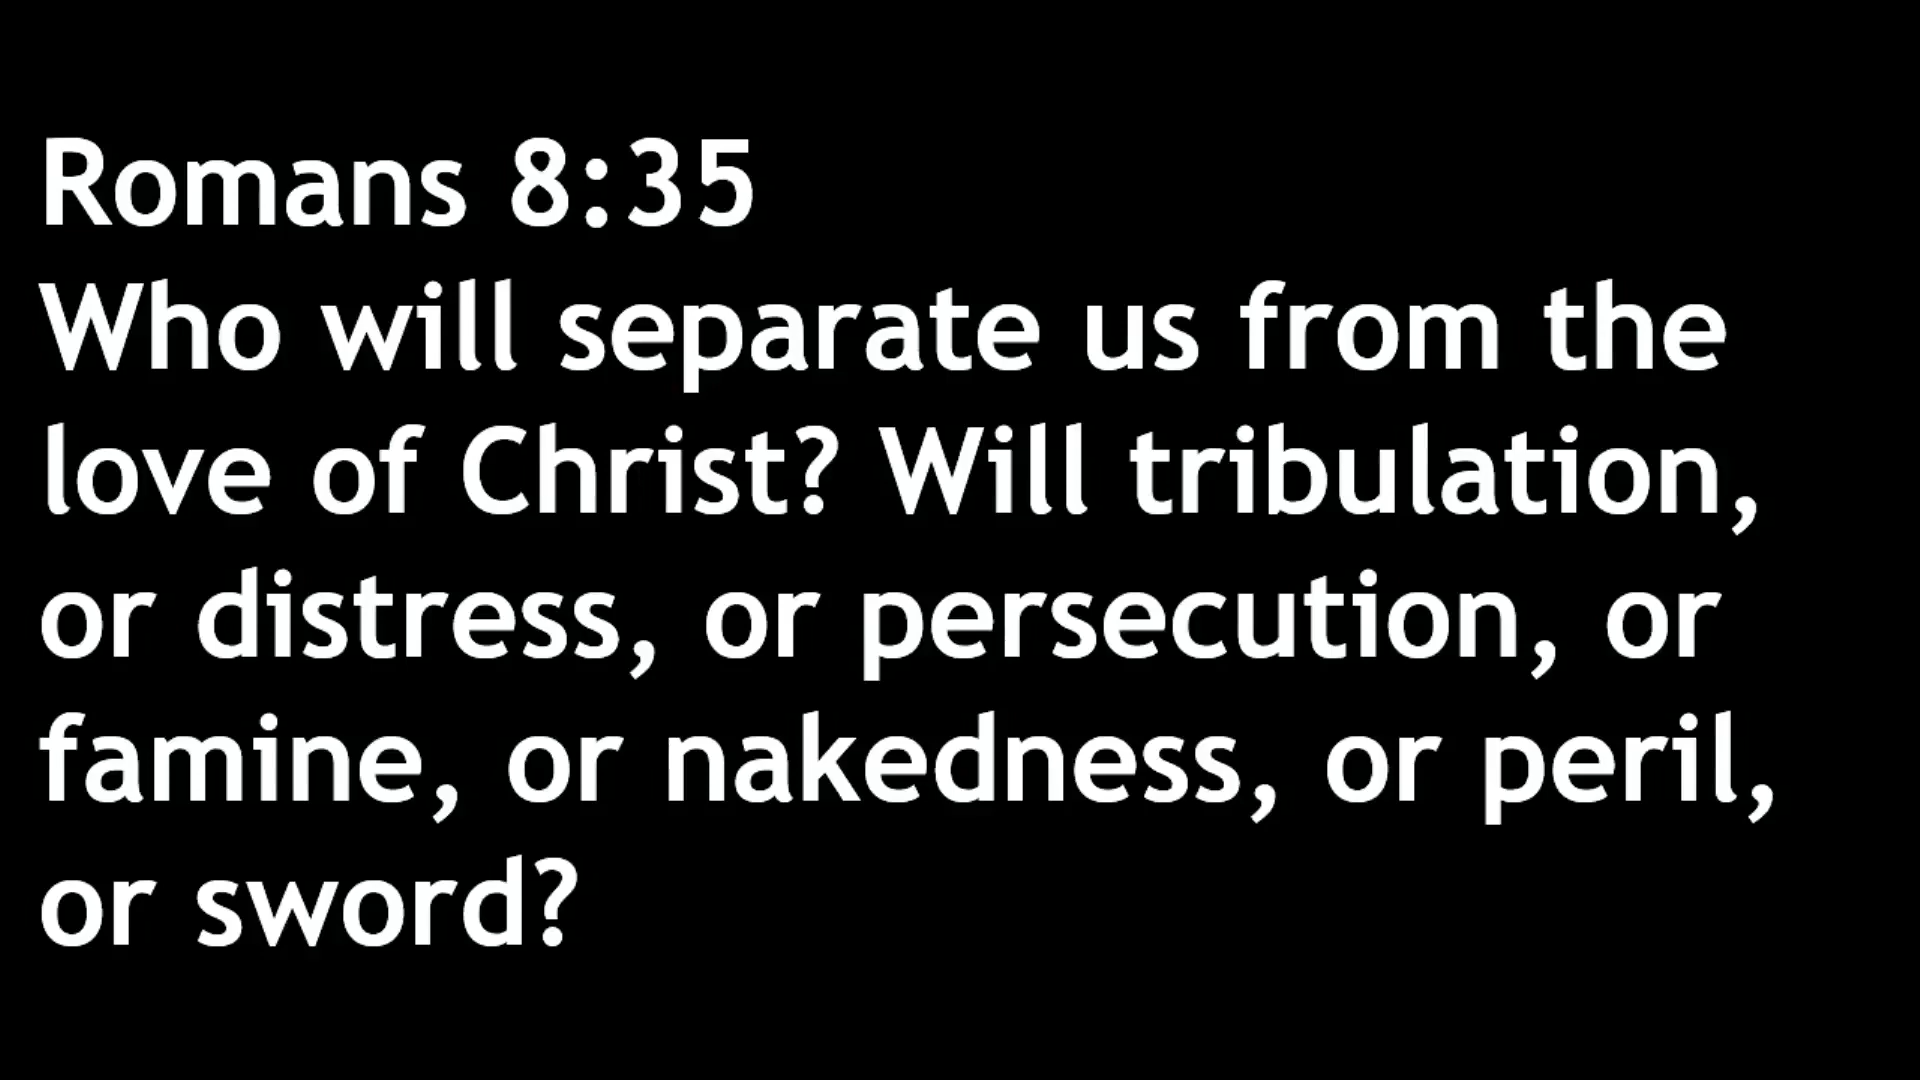 Romans 8:35
Who will separate us from the
love of Christ? Will tribulation,
or distress, or persecution, or
famine, or nakedness, or peril,
or sword?